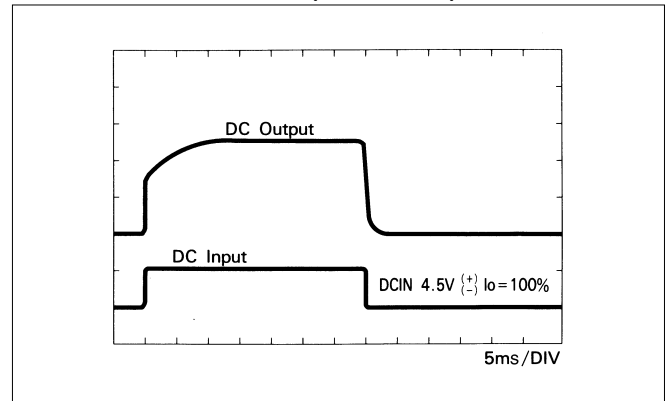 DC Output
DC Input
DCIN 4.5V (+) (−) Io=100%
5ms/DIV